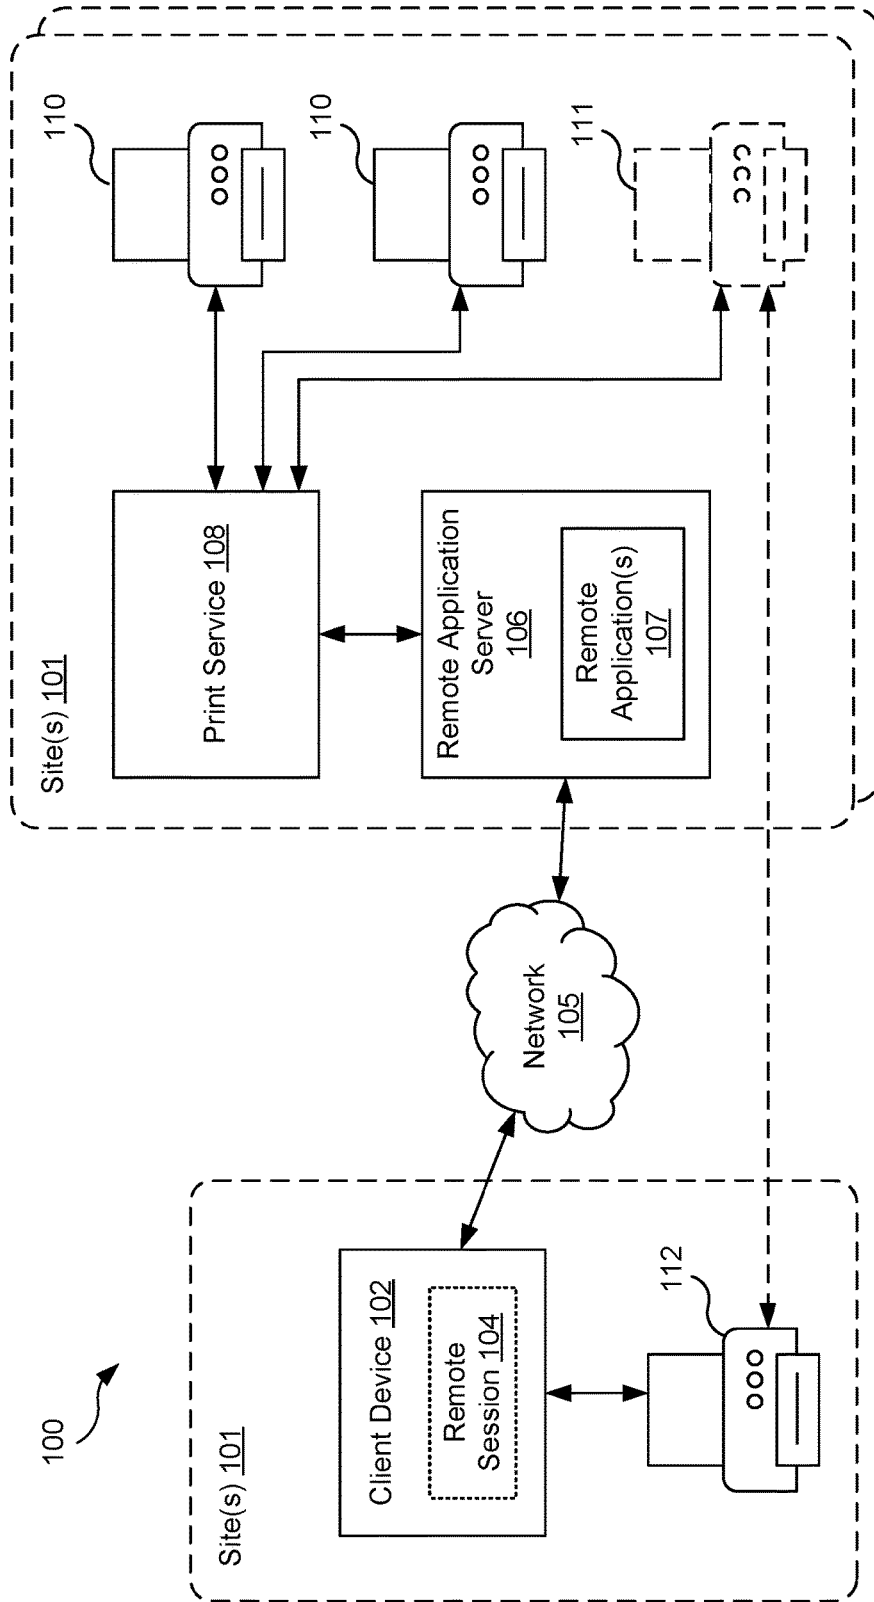 100
Site(s) 101
Client Device 102
Remote
Session 104
112
Network
105
Site(s) 101
Print Service 108
Remote Application
Server
106
Remote
Application(s)
107
110
110
111